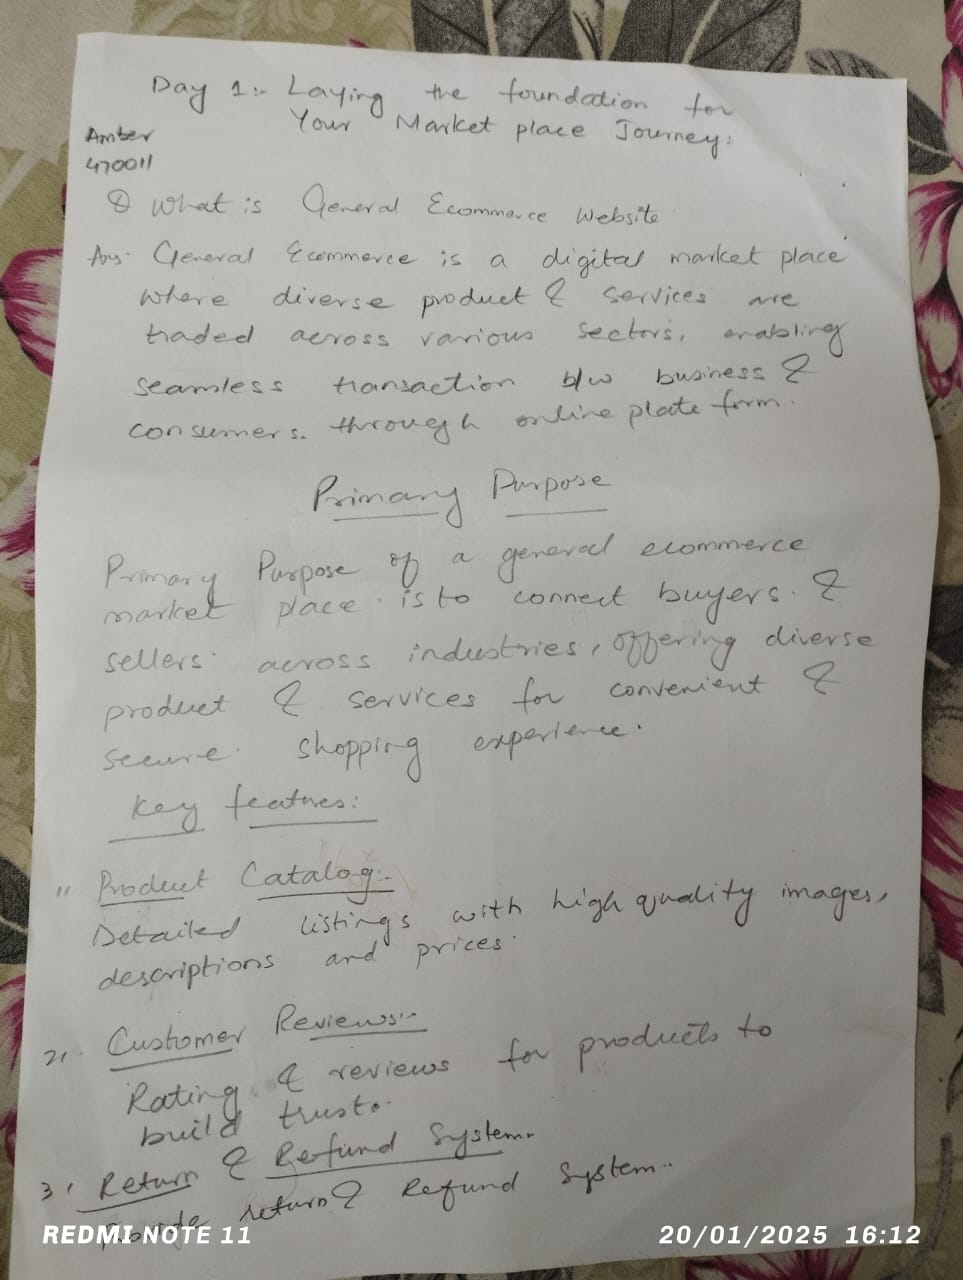 Day 1:- Laying the foundation for
Your Market place Journey:
Amber
470011
Q What is General Ecommerce Website
Ans. General Ecommerce is a digital market place
where diverse product & services are
traded across various sectors, enabling
seamless transaction b/w business &
consumers. through online plateform.
Primary Purpose
Primary Purpose of a general ecommerce
market place. is to connect buyers. &
sellers. across industries, offering diverse
product & services for convenient &
secure. shopping experience.
Key features:
1, Product Catalog:-
Detailed listings with high quality images,
descriptions and prices.
2, Customer Reviews:-
Rating & reviews for products to
build trust.
3, Return & Refund System..
Provide return & Refund System..
REDMI NOTE 11
20/01/2025 16:12